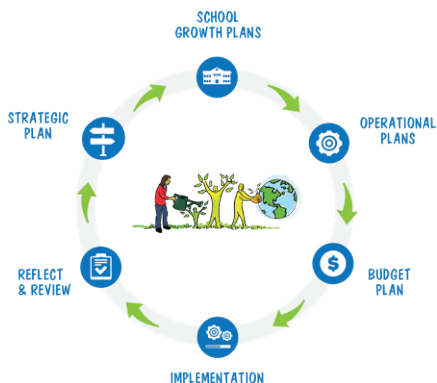 SCHOOL
GROWTH PLANS
OPERATIONAL
PLANS
BUDGET
PLAN
IMPLEMENTATION
REFLECT
& REVIEW
STRATEGIC
PLAN
$